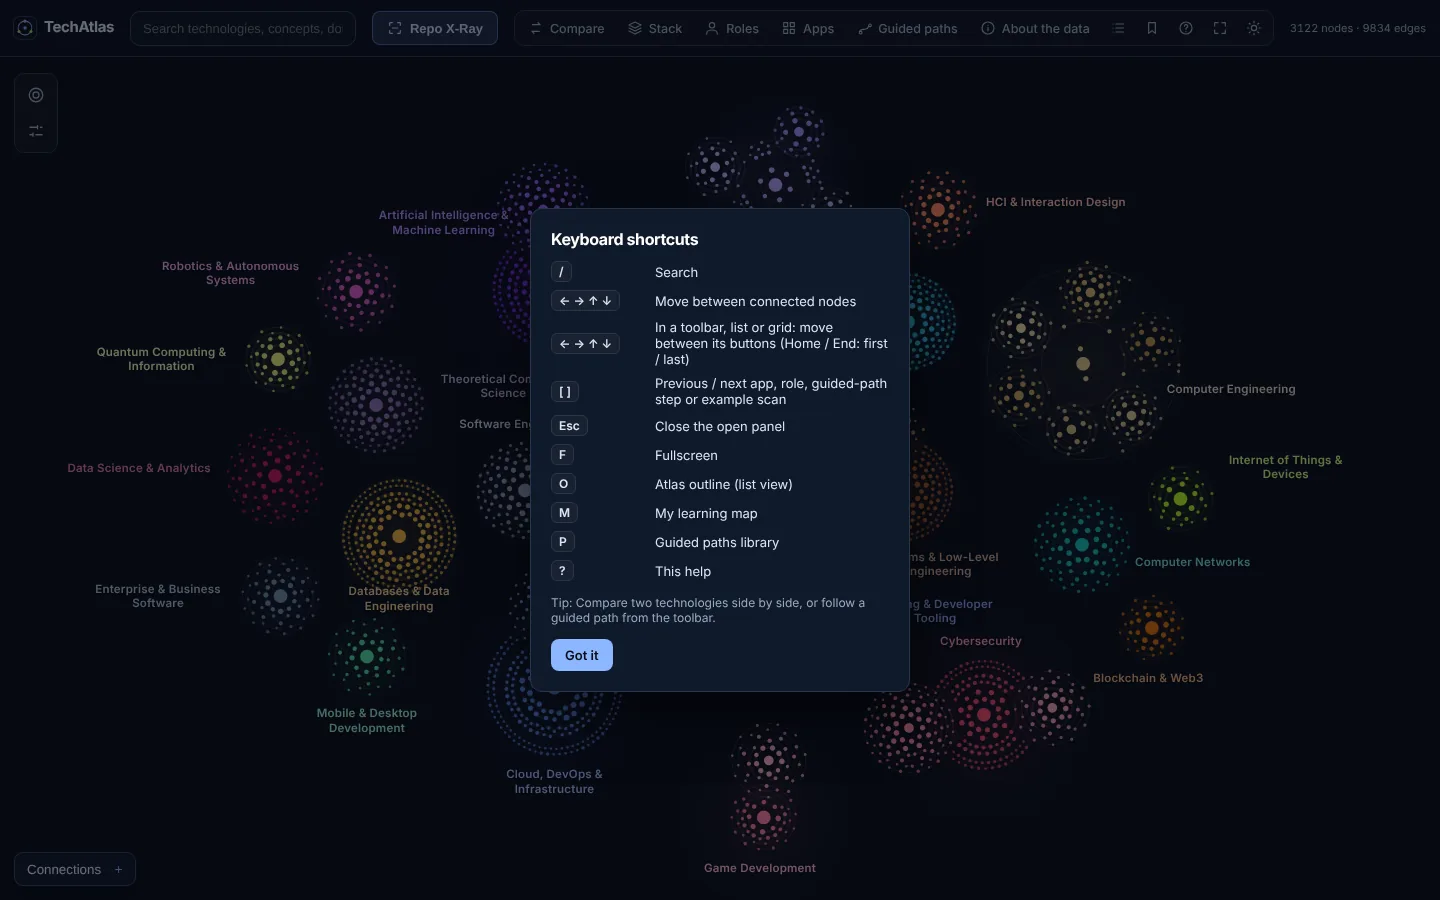 TechAtlas
Search technologies, concepts, do
Repo X-Ray
Compare
Stack
Roles
Apps
Guided paths
About the data
3122 nodes · 9834 edges
Artificial Intelligence &
Machine Learning
HCI & Interaction Design
Robotics & Autonomous
Systems
Quantum Computing &
Information
Theoretical Com
Science
Computer Engineering
Software Eng
Data Science & Analytics
Internet of Things &
Devices
Keyboard shortcuts
/ Search
← → ↑ ↓ Move between connected nodes
← → ↑ ↓ In a toolbar, list or grid: move
between its buttons (Home / End: first
/ last)
[ ] Previous / next app, role, guided-path
step or example scan
Esc Close the open panel
F Fullscreen
O Atlas outline (list view)
M My learning map
P Guided paths library
? This help
Tip: Compare two technologies side by side, or follow a
guided path from the toolbar.
Got it
ms & Low-Level
ngineering
Computer Networks
Enterprise & Business
Software
Databases & Data
Engineering
g & Developer
Tooling
Cybersecurity
Blockchain & Web3
Mobile & Desktop
Development
Cloud, DevOps &
Infrastructure
Game Development
Connections +